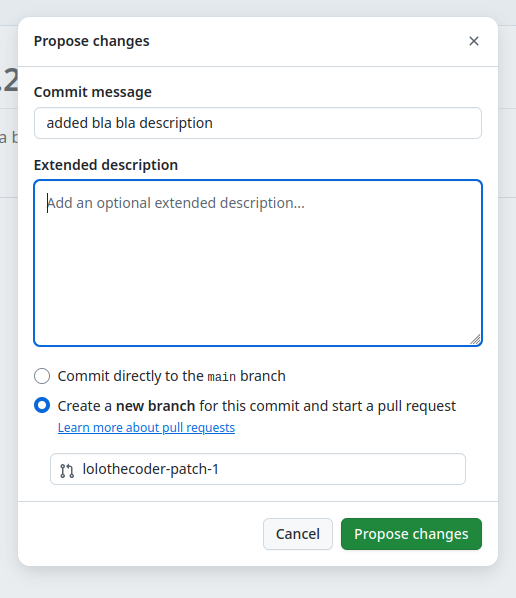 Propose changes
.2
Commit message
added bla bla description
a b
Extended description
Add an optional extended description...
Commit directly to the main branch
Create a new branch for this commit and start a pull request
Learn more about pull requests
lolothecoder-patch-1
Cancel Propose changes